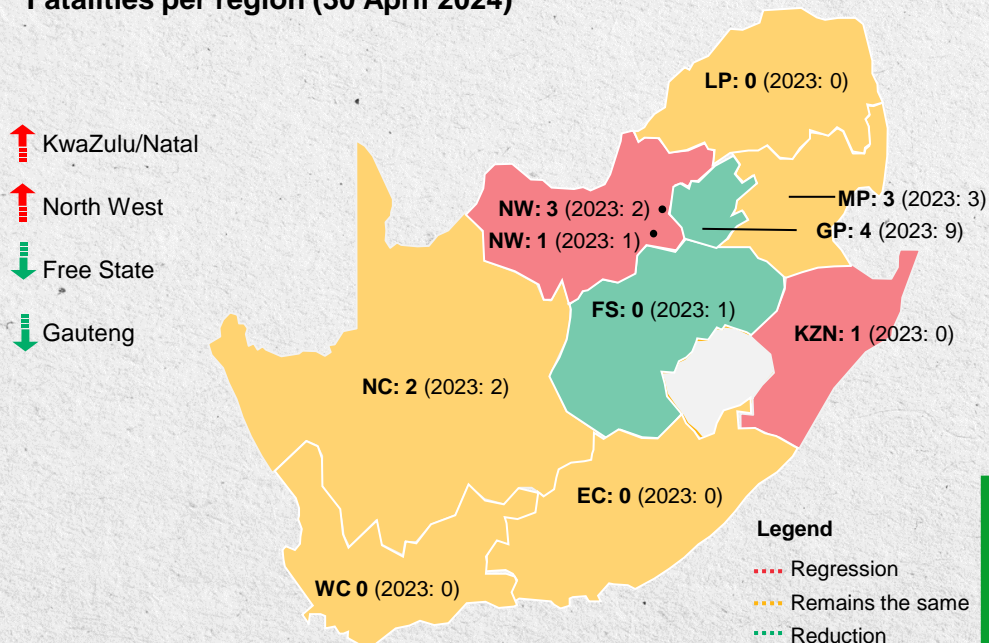 Fatalities per region (30 April 2024)
LP: 0 (2023: 0)
KwaZulu/Natal
North West
Free State
Gauteng
NW: 3 (2023: 2)
NW: 1 (2023: 1)
MP: 3 (2023: 3)
GP: 4 (2023: 9)
FS: 0 (2023: 1)
KZN: 1 (2023: 0)
NC: 2 (2023: 2)
EC: 0 (2023: 0)
WC 0 (2023: 0)
Legend
Regression
Remains the same
Reduction